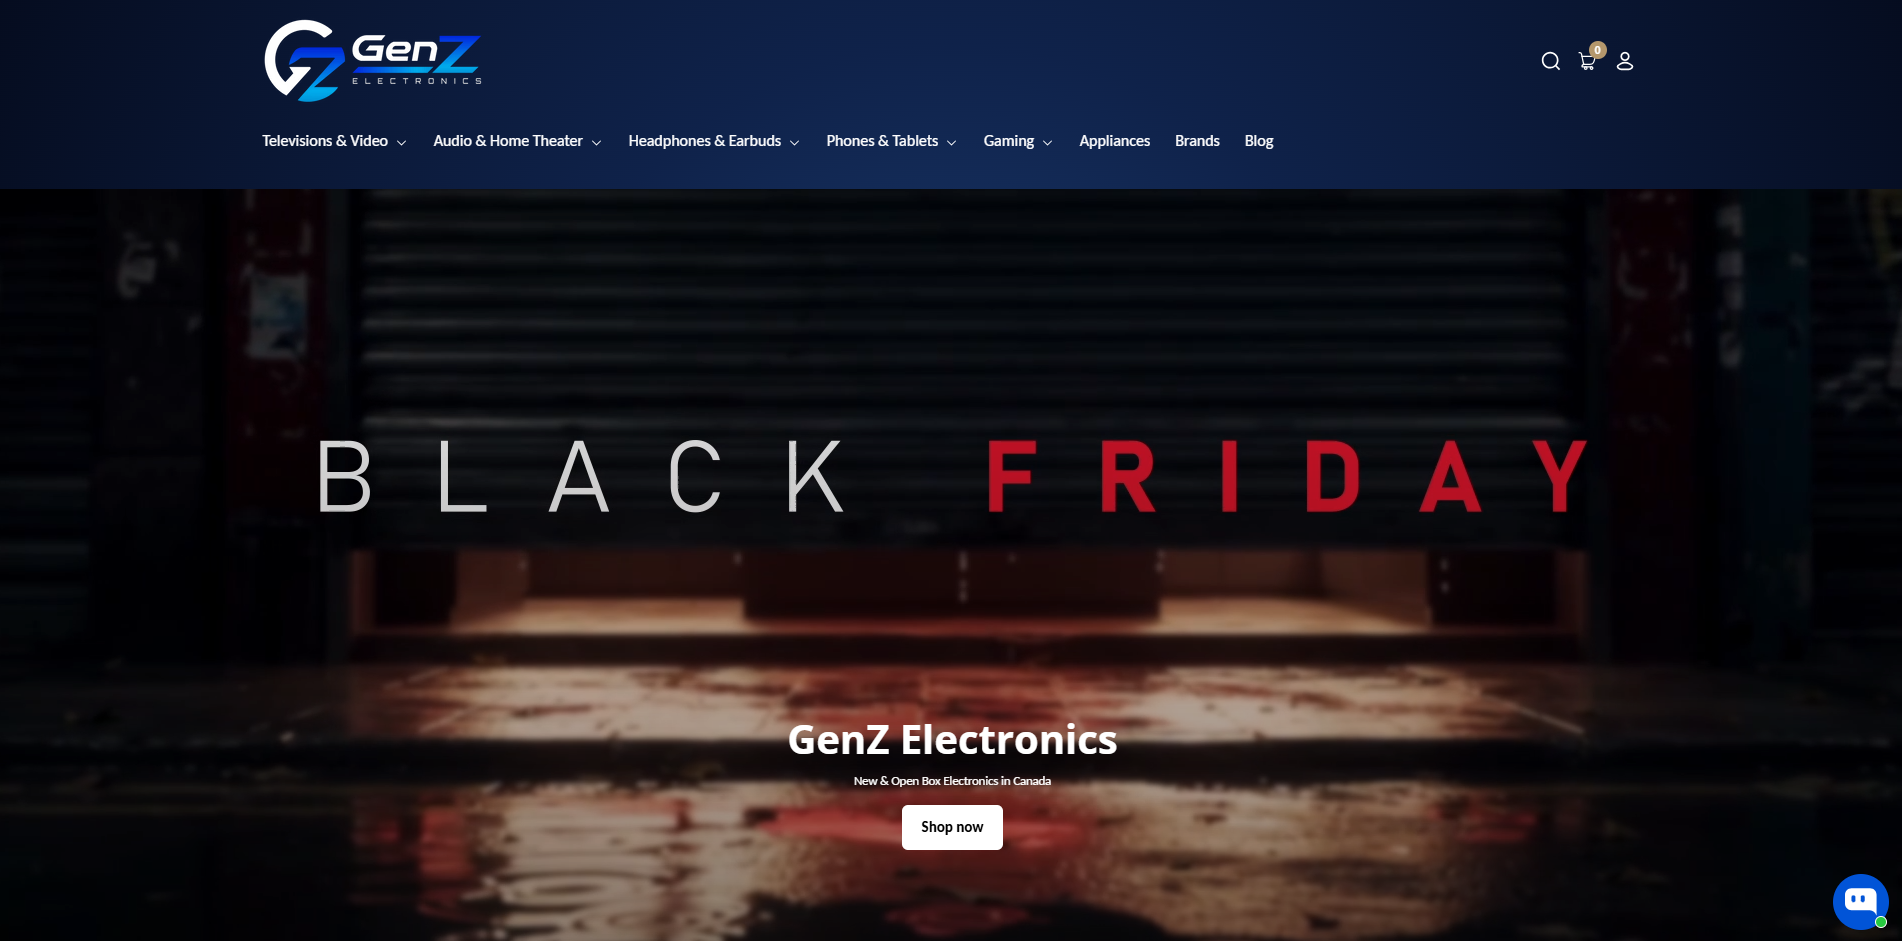 GenZ
ELECTRONICS
0
Televisions & Video
Audio & Home Theater
Headphones & Earbuds
Phones & Tablets
Gaming
Appliances
Brands
Blog
BLACK FRIDAY
GenZ Electronics
New & Open Box Electronics in Canada
Shop now